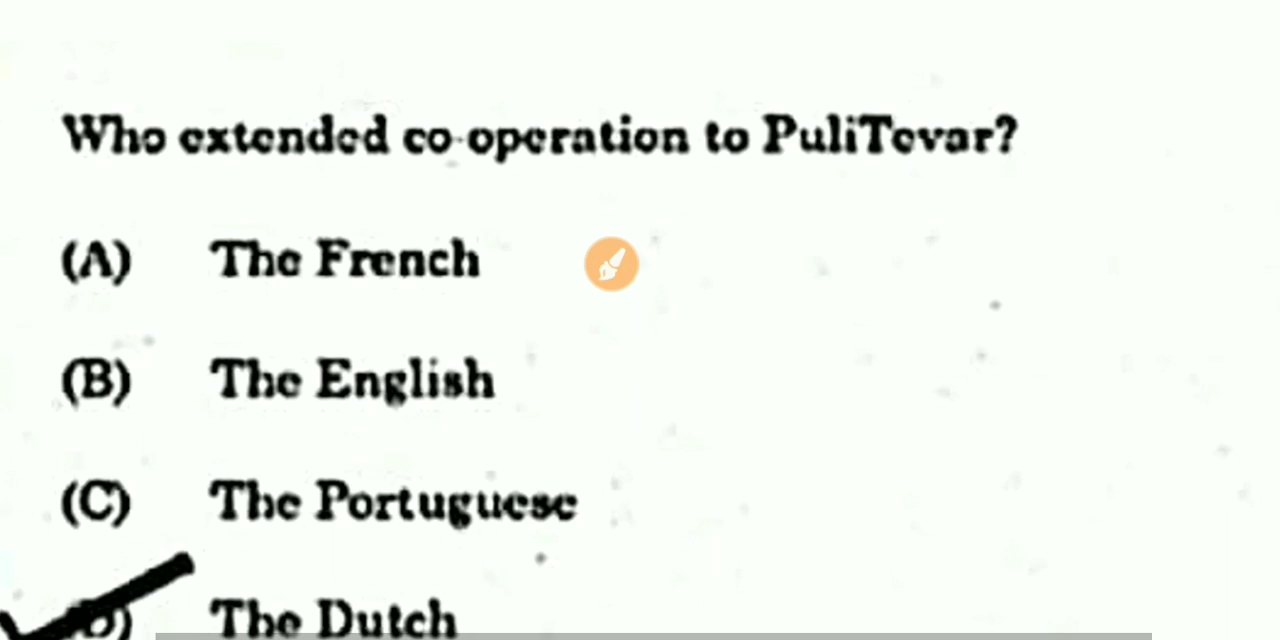 Who extended co-operation to PuliTevar?
(A) The French
(B) The English
(C) The Portuguese
(D) The Dutch